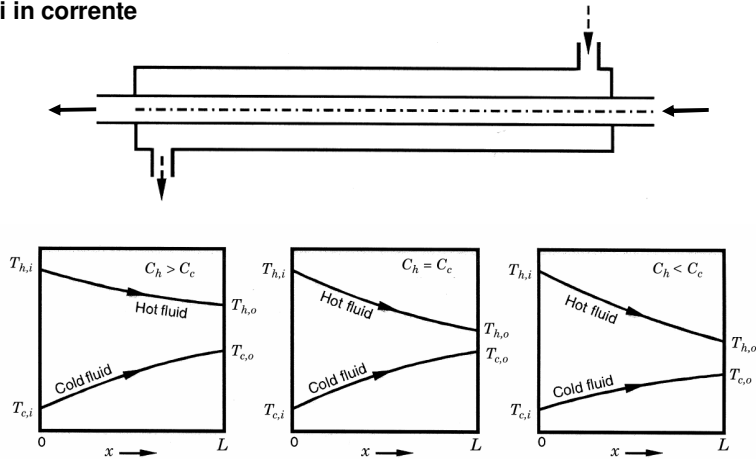 i in corrente
T_{h,i}
C_h > C_c
Hot fluid
T_{h,o}
T_{c,o}
Cold fluid
T_{c,i}
0
x
L
T_{h,i}
C_h = C_c
Hot fluid
T_{h,o}
T_{c,o}
Cold fluid
T_{c,i}
0
x
L
T_{h,i}
C_h < C_c
Hot fluid
T_{h,o}
T_{c,o}
Cold fluid
T_{c,i}
0
x
L